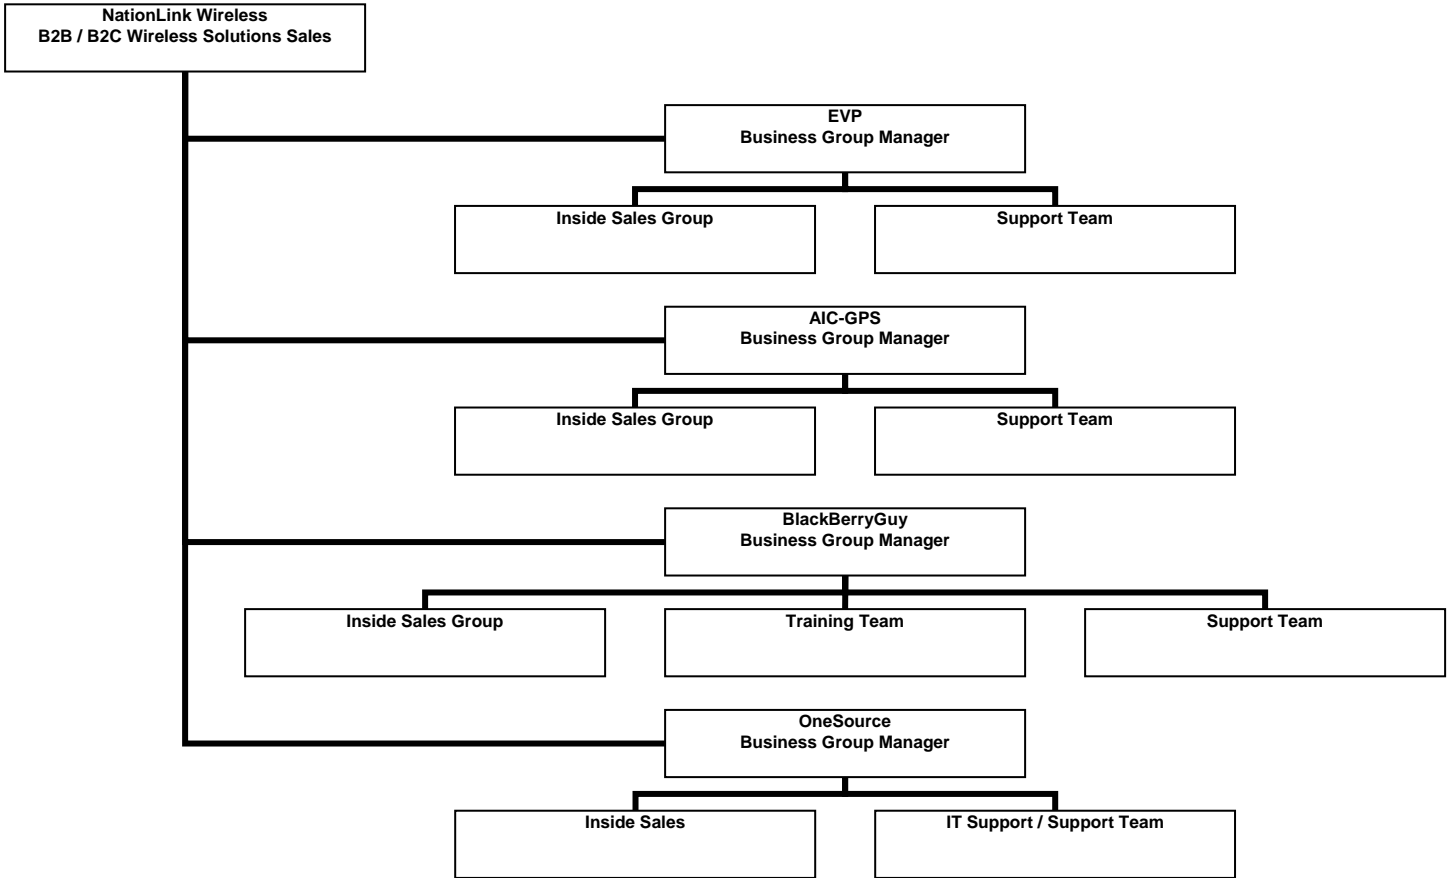 NationLink Wireless
B2B / B2C Wireless Solutions Sales
EVP
Business Group Manager
Inside Sales Group
Support Team
AIC-GPS
Business Group Manager
Inside Sales Group
Support Team
BlackBerryGuy
Business Group Manager
Inside Sales Group
Training Team
Support Team
OneSource
Business Group Manager
Inside Sales
IT Support / Support Team